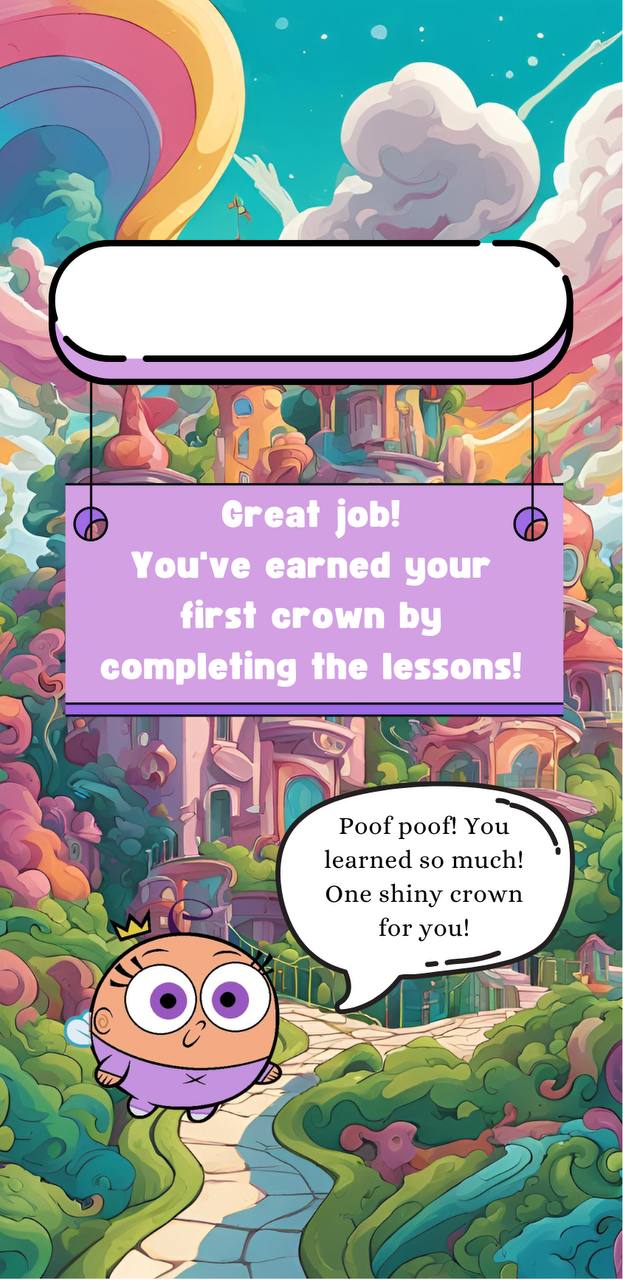 Great job!
You've earned your
first crown by
completing the lessons!
Poof poof! You
learned so much!
One shiny crown
for you!